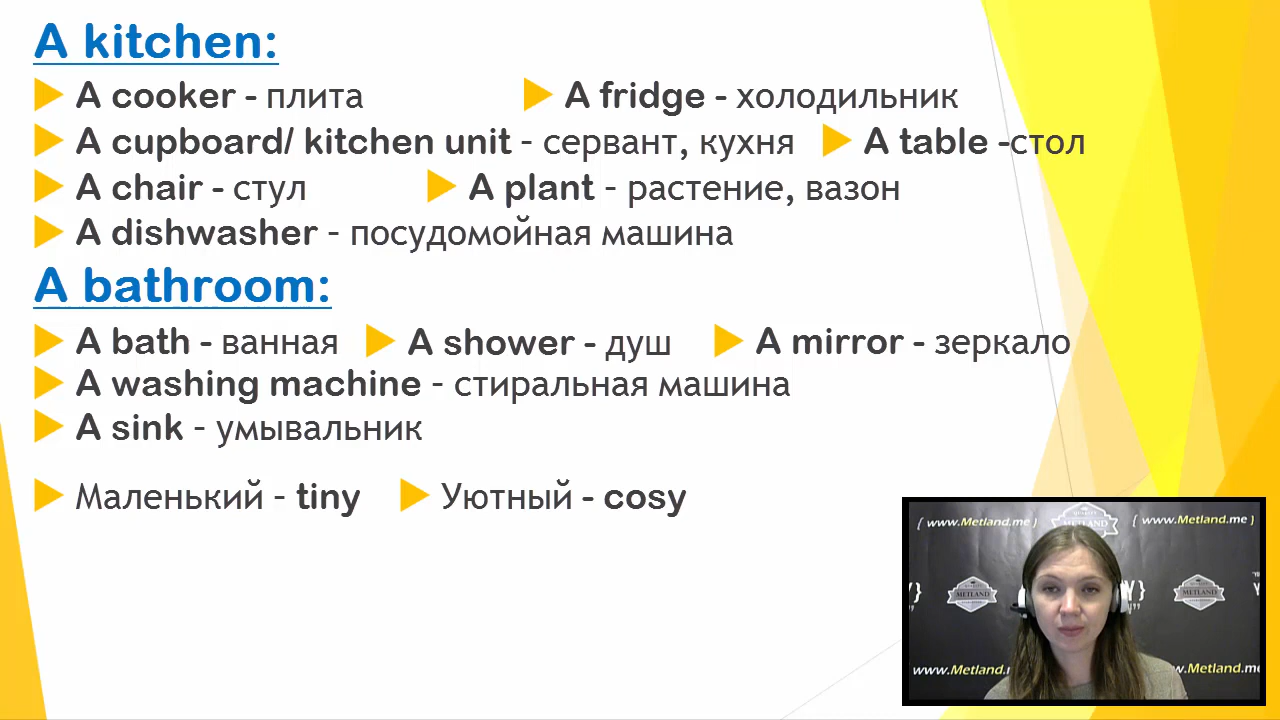 A kitchen:
A cooker - плита A fridge - холодильник
A cupboard/ kitchen unit – сервант, кухня A table -стол
A chair - стул A plant – растение, вазон
A dishwasher – посудомойная машина
A bathroom:
A bath - ванная A shower - душ A mirror - зеркало
A washing machine – стиральная машина
A sink – умывальник
Маленький – tiny Уютный - cosy
{ www.Metland.me } METLAND { www.Metland.me }
METLAND Y} METLAND
www.Metland.m www.Metland.me